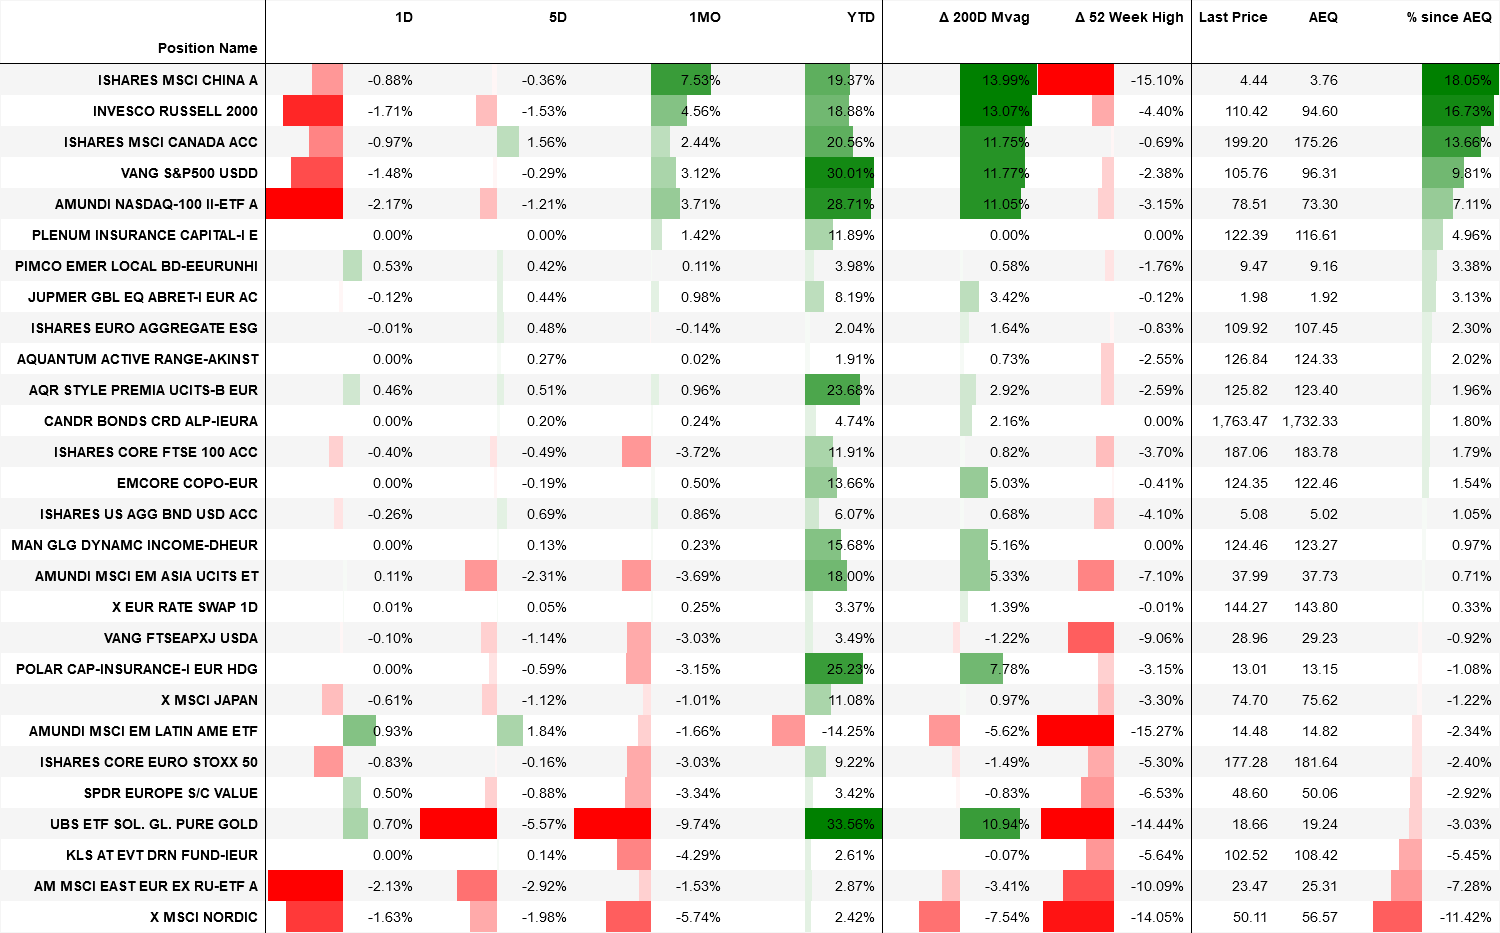 1D 5D 1MO YTD Δ 200D Mvag Δ 52 Week High Last Price AEQ % since AEQ
Position Name
ISHARES MSCI CHINA A -0.88% -0.36% 7.53% 19.37% 13.99% -15.10% 4.44 3.76 18.05%
INVESCO RUSSELL 2000 -1.71% -1.53% 4.56% 18.88% 13.07% -4.40% 110.42 94.60 16.73%
ISHARES MSCI CANADA ACC -0.97% 1.56% 2.44% 20.56% 11.75% -0.69% 199.20 175.26 13.66%
VANG S&P500 USDD -1.48% -0.29% 3.12% 30.01% 11.77% -2.38% 105.76 96.31 9.81%
AMUNDI NASDAQ-100 II-ETF A -2.17% -1.21% 3.71% 28.71% 11.05% -3.15% 78.51 73.30 7.11%
PLENUM INSURANCE CAPITAL-I E 0.00% 0.00% 1.42% 11.89% 0.00% 0.00% 122.39 116.61 4.96%
PIMCO EMER LOCAL BD-EEURUNHI 0.53% 0.42% 0.11% 3.98% 0.58% -1.76% 9.47 9.16 3.38%
JUPMER GBL EQ ABRET-I EUR AC -0.12% 0.44% 0.98% 8.19% 3.42% -0.12% 1.98 1.92 3.13%
ISHARES EURO AGGREGATE ESG -0.01% 0.48% -0.14% 2.04% 1.64% -0.83% 109.92 107.45 2.30%
AQUANTUM ACTIVE RANGE-AKINST 0.00% 0.27% 0.02% 1.91% 0.73% -2.55% 126.84 124.33 2.02%
AQR STYLE PREMIA UCITS-B EUR 0.46% 0.51% 0.96% 23.68% 2.92% -2.59% 125.82 123.40 1.96%
CANDR BONDS CRD ALP-IEURA 0.00% 0.20% 0.24% 4.74% 2.16% 0.00% 1,763.47 1,732.33 1.80%
ISHARES CORE FTSE 100 ACC -0.40% -0.49% -3.72% 11.91% 0.82% -3.70% 187.06 183.78 1.79%
EMCORE COPO-EUR 0.00% -0.19% 0.50% 13.66% 5.03% -0.41% 124.35 122.46 1.54%
ISHARES US AGG BND USD ACC -0.26% 0.69% 0.86% 6.07% 0.68% -4.10% 5.08 5.02 1.05%
MAN GLG DYNAMC INCOME-DHEUR 0.00% 0.13% 0.23% 15.68% 5.16% 0.00% 124.46 123.27 0.97%
AMUNDI MSCI EM ASIA UCITS ET 0.11% -2.31% -3.69% 18.00% 5.33% -7.10% 37.99 37.73 0.71%
X EUR RATE SWAP 1D 0.01% 0.05% 0.25% 3.37% 1.39% -0.01% 144.27 143.80 0.33%
VANG FTSEAPXJ USDA -0.10% -1.14% -3.03% 3.49% -1.22% -9.06% 28.96 29.23 -0.92%
POLAR CAP-INSURANCE-I EUR HDG 0.00% -0.59% -3.15% 25.23% 7.78% -3.15% 13.01 13.15 -1.08%
X MSCI JAPAN -0.61% -1.12% -1.01% 11.08% 0.97% -3.30% 74.70 75.62 -1.22%
AMUNDI MSCI EM LATIN AME ETF 0.93% 1.84% -1.66% -14.25% -5.62% -15.27% 14.48 14.82 -2.34%
ISHARES CORE EURO STOXX 50 -0.83% -0.16% -3.03% 9.22% -1.49% -5.30% 177.28 181.64 -2.40%
SPDR EUROPE S/C VALUE 0.50% -0.88% -3.34% 3.42% -0.83% -6.53% 48.60 50.06 -2.92%
UBS ETF SOL. GL. PURE GOLD 0.70% -5.57% -9.74% 33.56% 10.94% -14.44% 18.66 19.24 -3.03%
KLS AT EVT DRN FUND-IEUR 0.00% 0.14% -4.29% 2.61% -0.07% -5.64% 102.52 108.42 -5.45%
AM MSCI EAST EUR EX RU-ETF A -2.13% -2.92% -1.53% 2.87% -3.41% -10.09% 23.47 25.31 -7.28%
X MSCI NORDIC -1.63% -1.98% -5.74% 2.42% -7.54% -14.05% 50.11 56.57 -11.42%